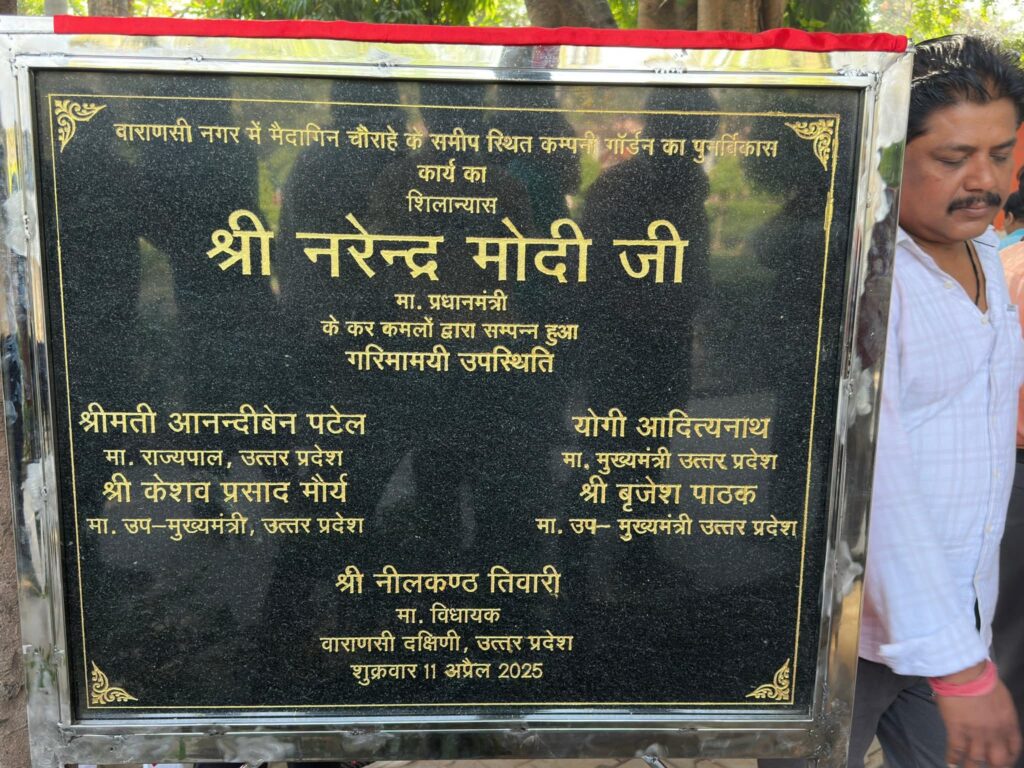 वाराणसी नगर में मैदागिन चौराहे के समीप स्थित कम्पनी गॉर्डन का पुनर्बिकास
कार्य का
शिलान्यास
श्री नरेन्द्र मोदी जी
मा. प्रधानमंत्री
के कर कमलों द्वारा सम्पन्न हुआ
गरिमामयी उपस्थिति
श्रीमती आनन्दीबेन पटेल
मा. राज्यपाल, उत्तर प्रदेश
श्री केशव प्रसाद मौर्य
मा. उप–मुख्यमंत्री, उत्तर प्रदेश
योगी आदित्यनाथ
मा. मुख्यमंत्री उत्तर प्रदेश
श्री बृजेश पाठक
मा. उप– मुख्यमंत्री उत्तर प्रदेश
श्री नीलकण्ठ तिवारी
मा. विधायक
वाराणसी दक्षिणी, उत्तर प्रदेश
शुक्रवार 11 अप्रैल 2025